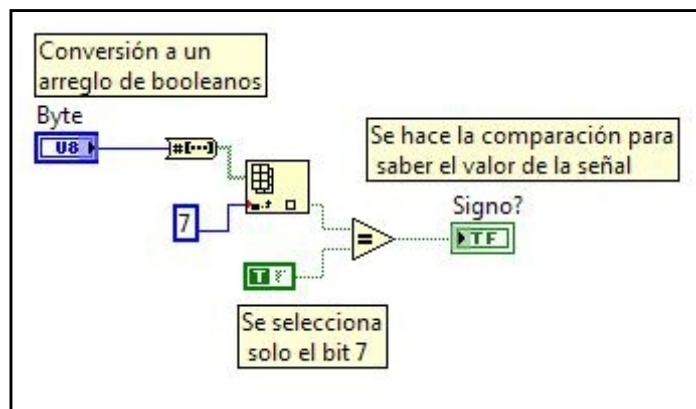 Conversión a un
arreglo de booleanos
Byte
U8
#[...]
Se hace la comparación para
saber el valor de la señal
Signo?
7
=
TF
T
Se selecciona
solo el bit 7